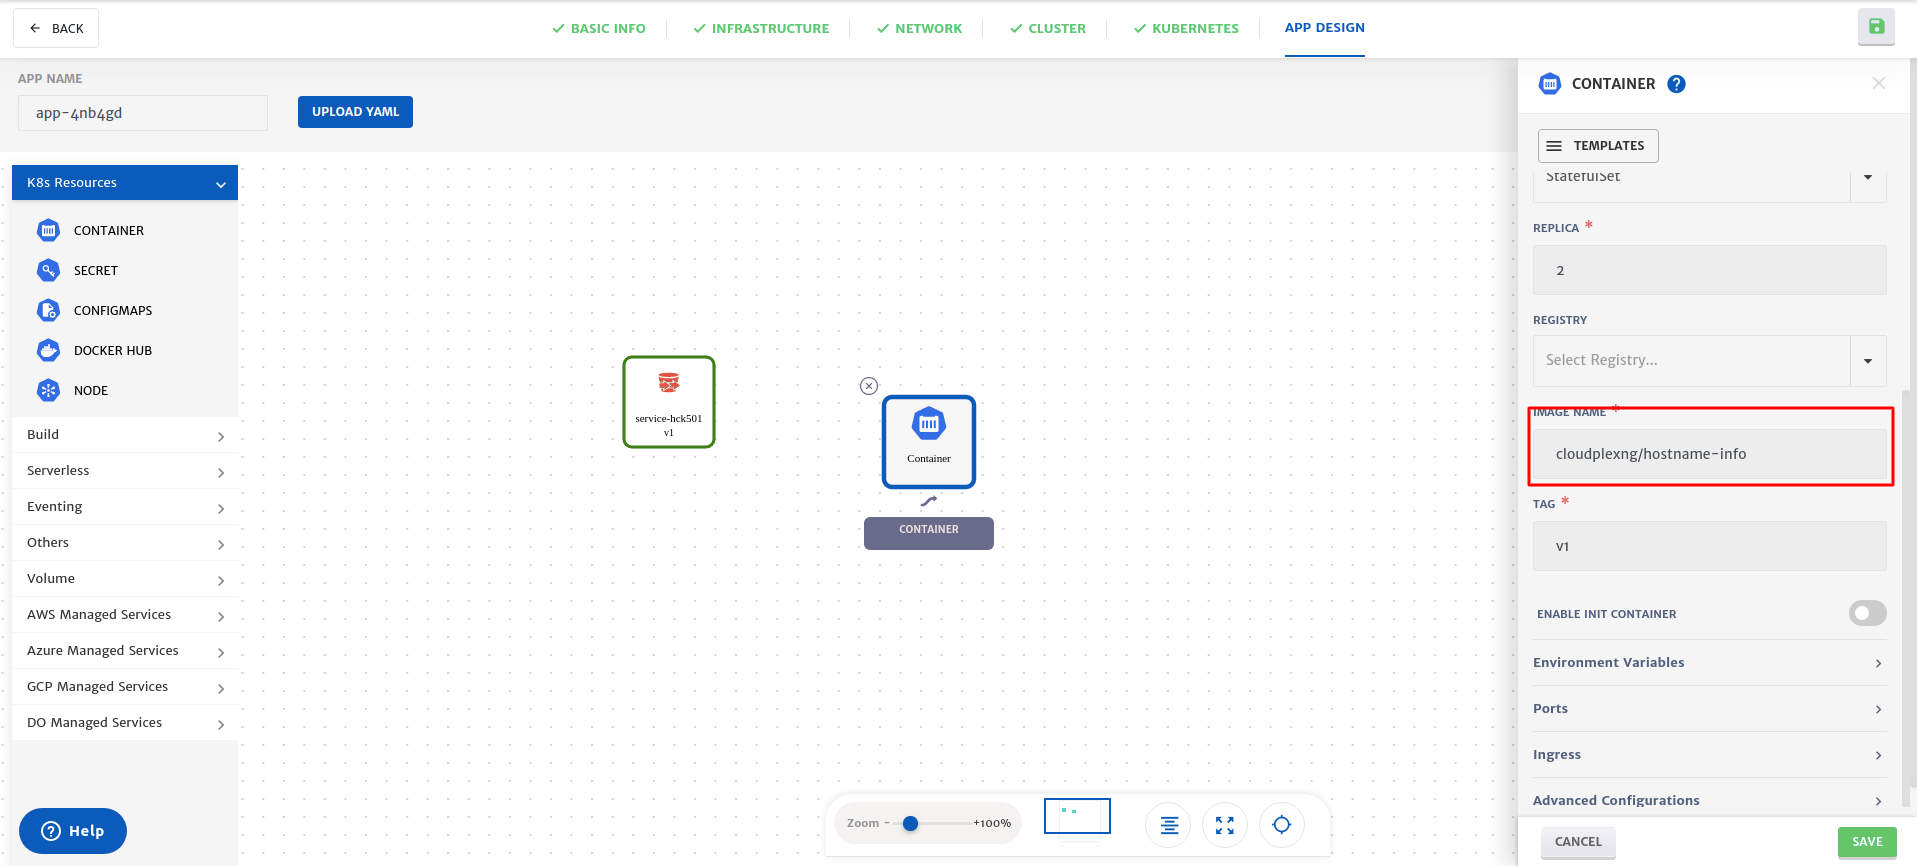 BACK
BASIC INFO
INFRASTRUCTURE
NETWORK
CLUSTER
KUBERNETES
APP DESIGN
APP NAME
app-4nb4gd
UPLOAD YAML
K8s Resources
CONTAINER
SECRET
CONFIGMAPS
DOCKER HUB
NODE
Build
Serverless
Eventing
Others
Volume
AWS Managed Services
Azure Managed Services
GCP Managed Services
DO Managed Services
? Help
service-hck501
v1
Container
CONTAINER
Zoom - +100%
CONTAINER ?
TEMPLATES
StatefulSet
REPLICA *
2
REGISTRY
Select Registry...
IMAGE NAME *
cloudplexng/hostname-info
TAG *
v1
ENABLE INIT CONTAINER
Environment Variables
Ports
Ingress
Advanced Configurations
CANCEL
SAVE